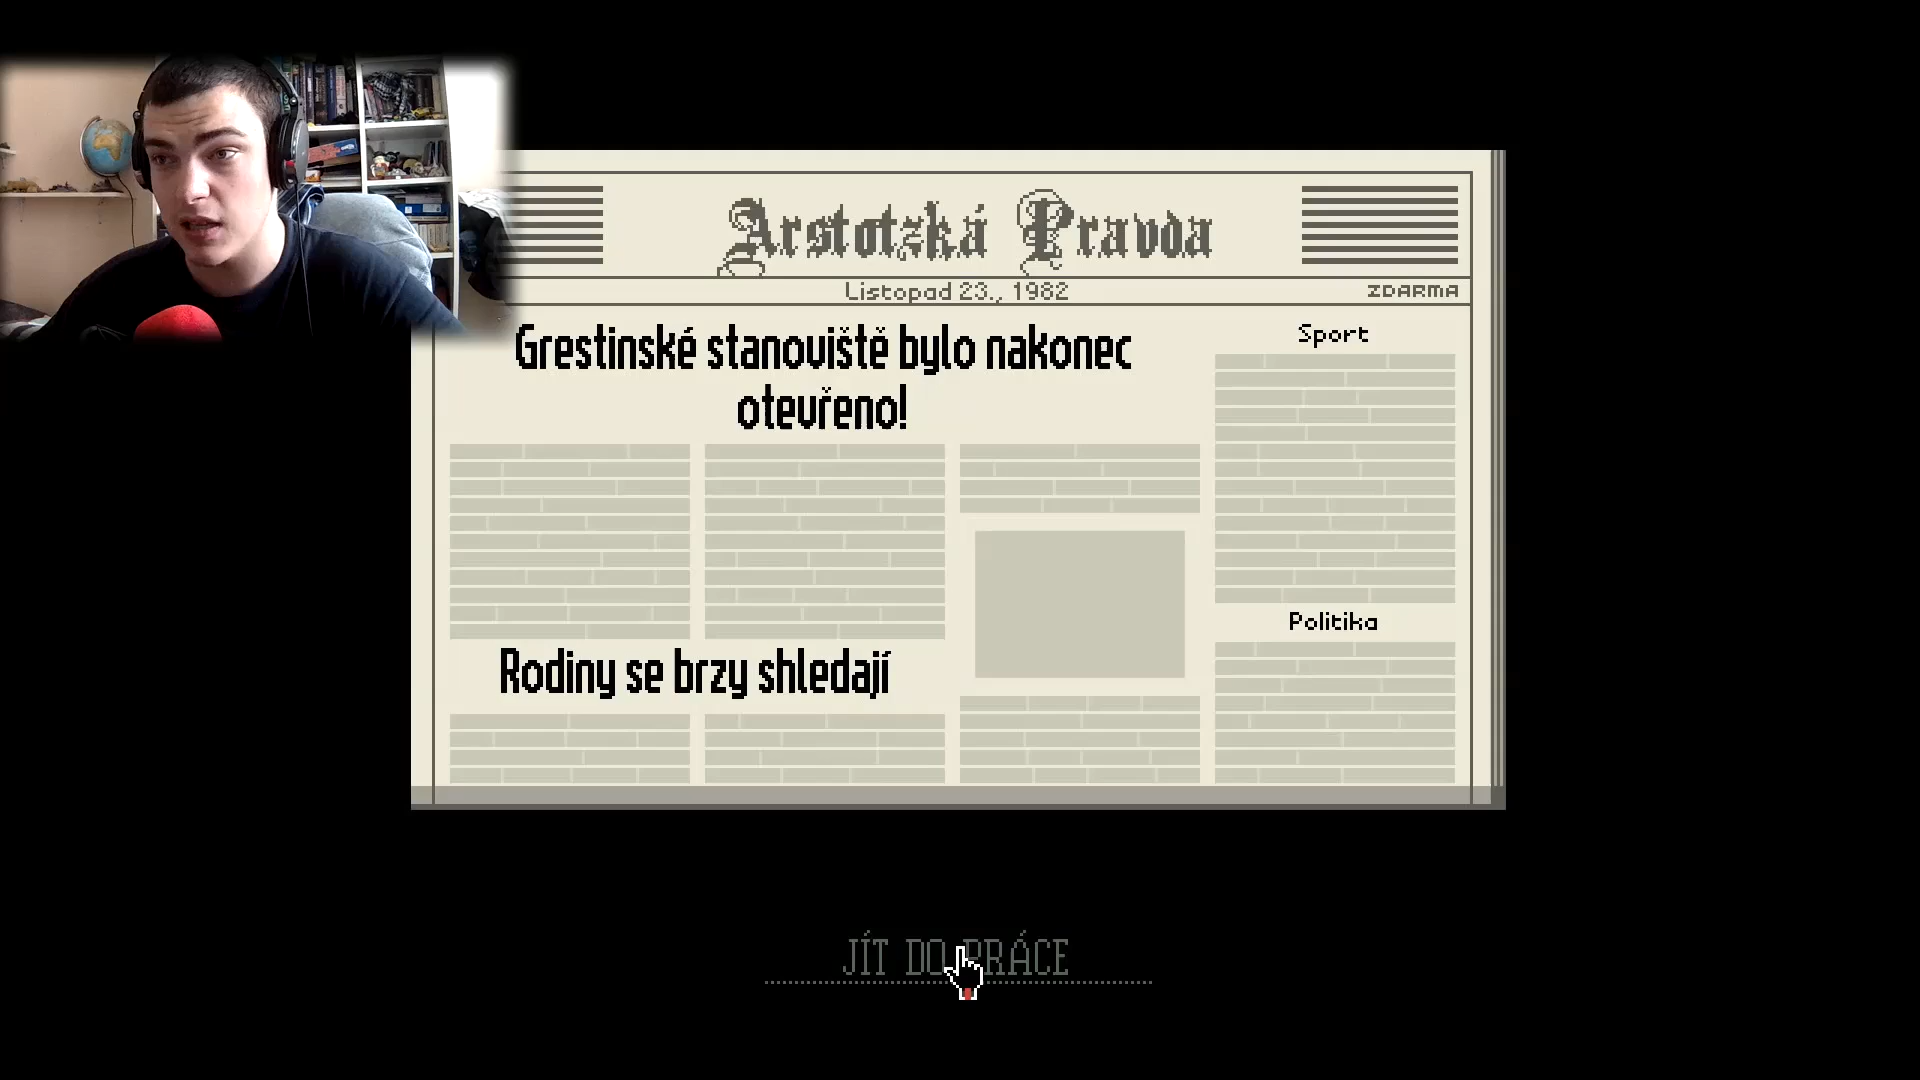 Arstotzká Pravda
Listopad 23., 1982
ZDARMA
Grestinské stanoviště bylo nakonec
otevřeno!
Sport
Politika
Rodiny se brzy shledají
JÍT DO PRÁCE